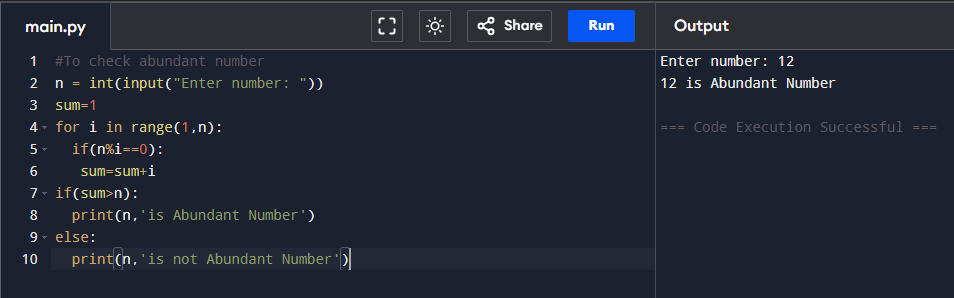 main.py
Share
Run
Output
1 #To check abundant number
2 n = int(input("Enter number: "))
3 sum=1
4 for i in range(1,n):
5 if(n%i==0):
6 sum=sum+i
7 if(sum>n):
8 print(n,'is Abundant Number')
9 else:
10 print(n,'is not Abundant Number')
Enter number: 12
12 is Abundant Number
=== Code Execution Successful ===